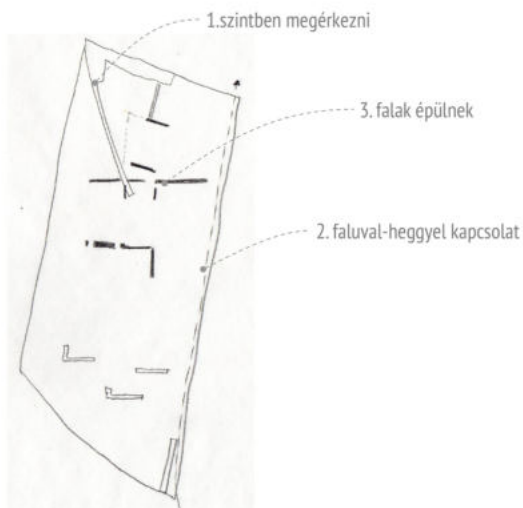 1.szintben megérkezni
3. falak épülnek
2. faluval-heggyel kapcsolat